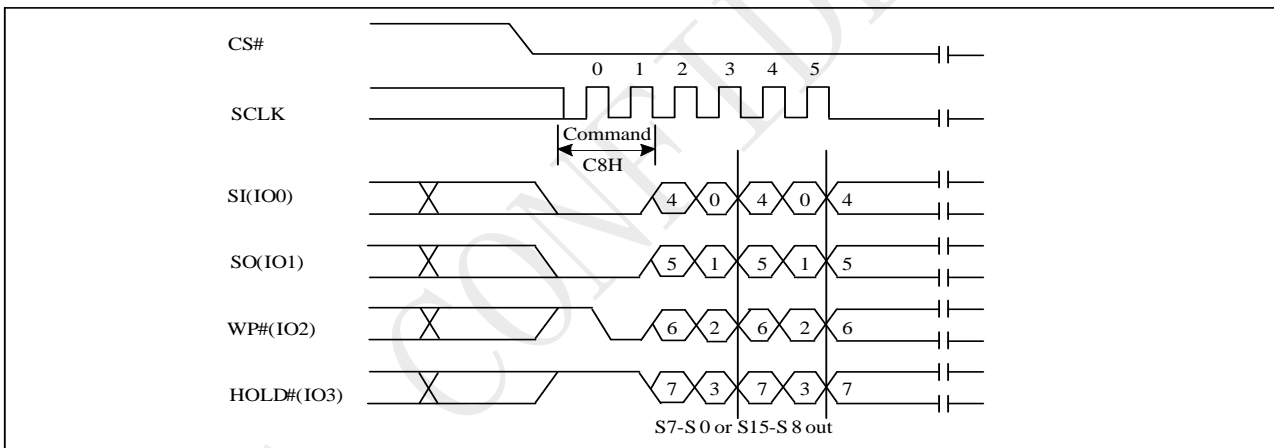 CS#
0 1 2 3 4 5
SCLK
Command
C8H
SI(IO0)
4 0 4 0 4
SO(IO1)
5 1 5 1 5
WP#(IO2)
6 2 6 2 6
HOLD#(IO3)
7 3 7 3 7
S7-S 0 or S15-S 8 out